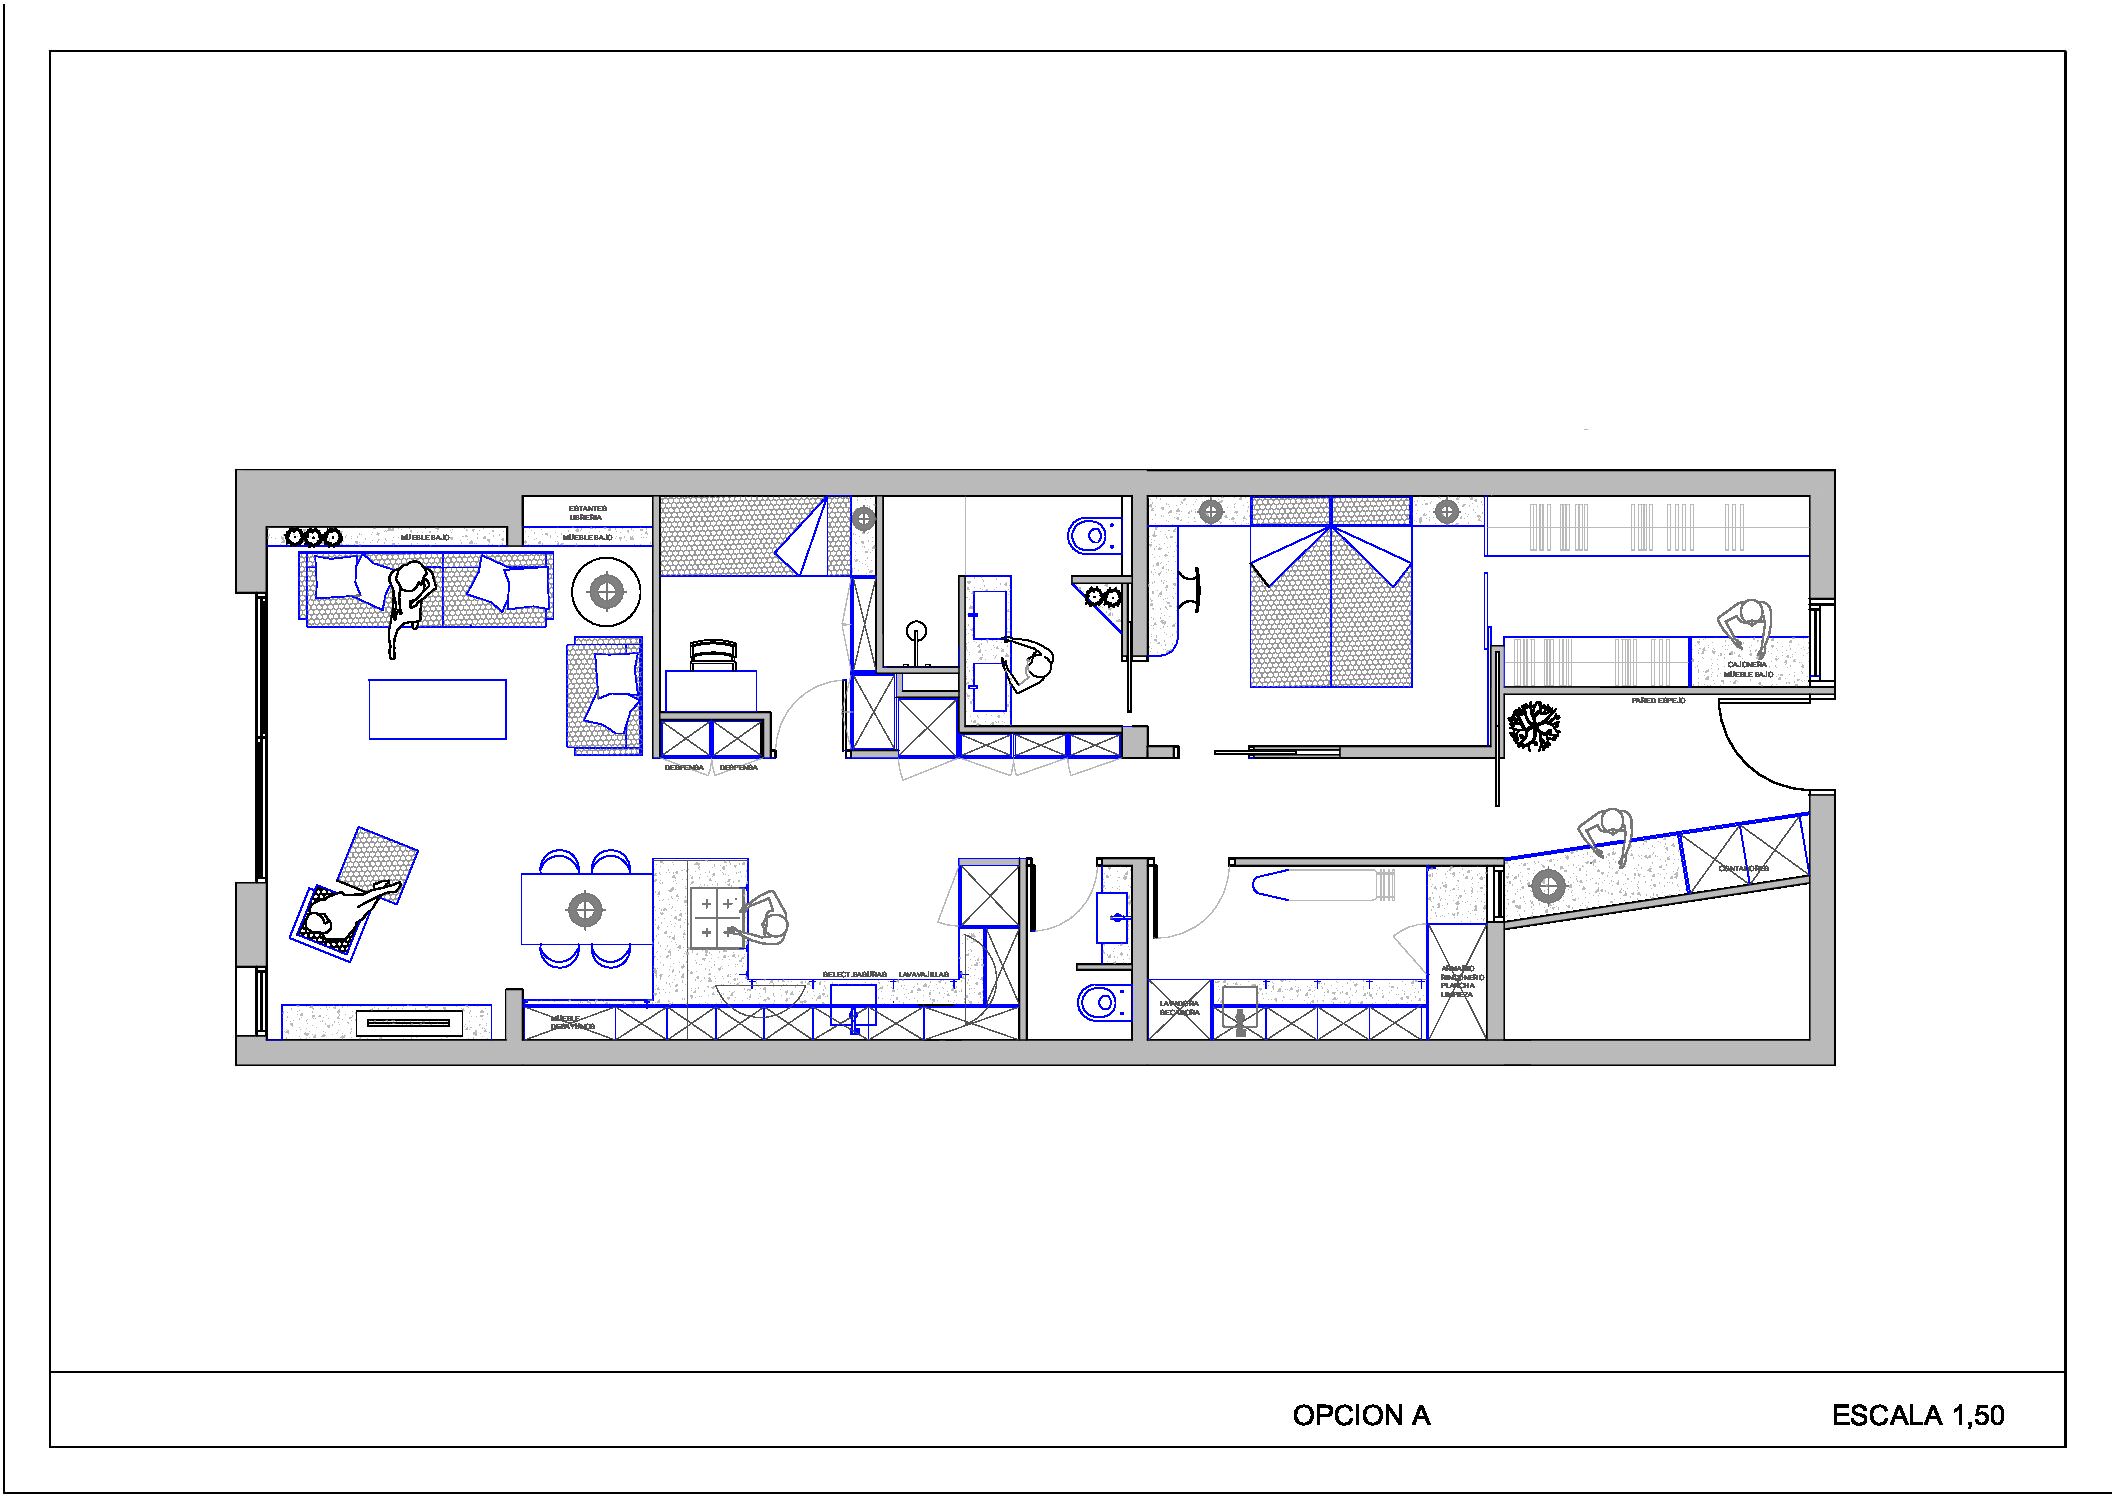 ESTANTES
LIBRERIA
MUEBLE BAJO
MUEBLE BAJO
CAJONERA
MUEBLE BAJO
PARED ESPEJO
DESPENSA
DESPENSA
CONTADORES
SELECT.BASURAS
LAVAVAJILLAS
ARMARIO
RINCONERO
PLANCHA
LIMPIEZA
LAVADORA
SECADORA
MUEBLE
DESAYUNOS
OPCION A
ESCALA 1,50